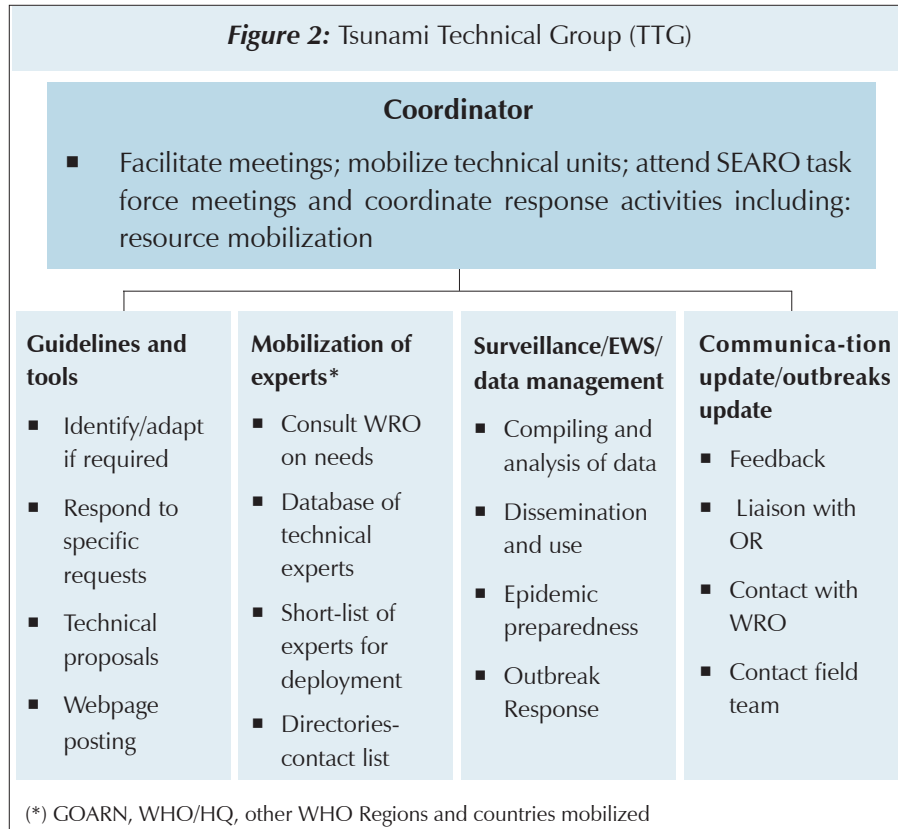 Figure 2: Tsunami Technical Group (TTG)
Coordinator
■ Facilitate meetings; mobilize technical units; attend SEARO task
force meetings and coordinate response activities including:
resource mobilization
Guidelines and
tools
■ Identify/adapt
if required
■ Respond to
specific
requests
■ Technical
proposals
■ Webpage
posting
Mobilization of
experts*
■ Consult WRO
on needs
■ Database of
technical
experts
■ Short-list of
experts for
deployment
■ Directories-
contact list
Surveillance/EWS/
data management
■ Compiling and
analysis of data
■ Dissemination
and use
■ Epidemic
preparedness
■ Outbreak
Response
Communica-tion
update/outbreaks
update
■ Feedback
■ Liaison with
OR
■ Contact with
WRO
■ Contact field
team
(*) GOARN, WHO/HQ, other WHO Regions and countries mobilized